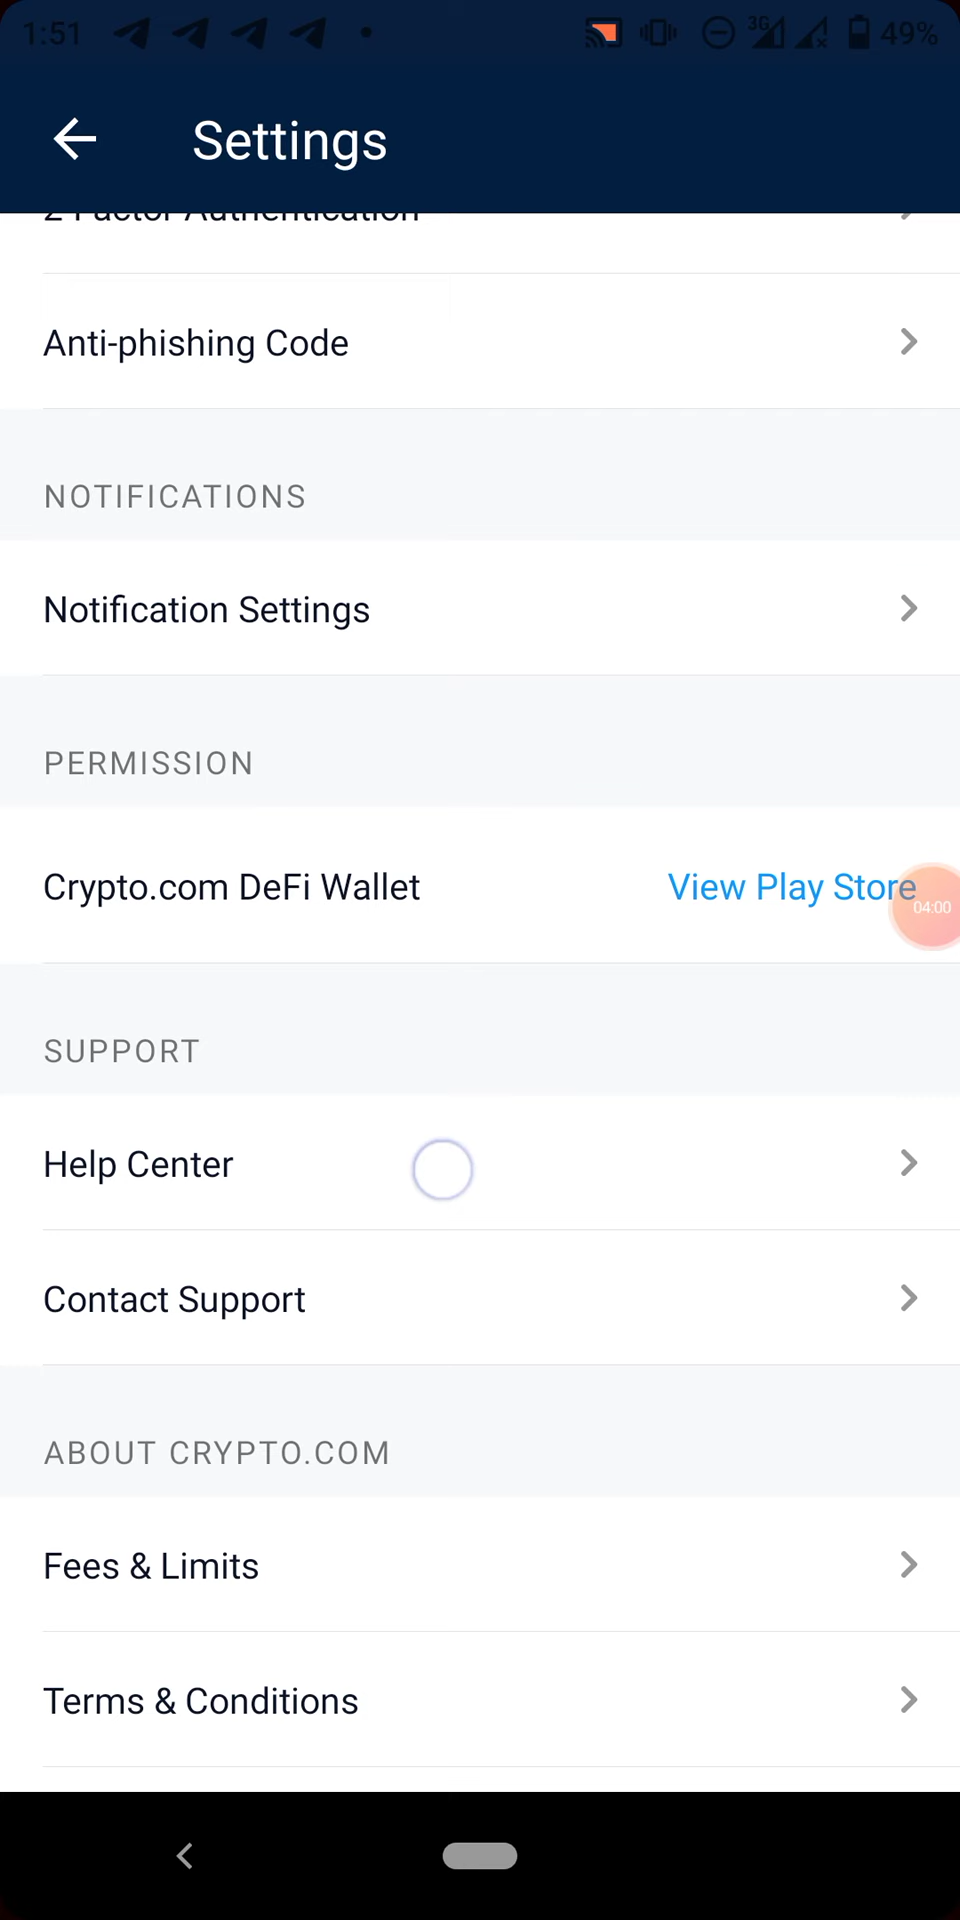 1:51
3G
49%
Settings
2 Factor Authentication
Anti-phishing Code
NOTIFICATIONS
Notification Settings
PERMISSION
Crypto.com DeFi Wallet
View Play Store
04:00
SUPPORT
Help Center
Contact Support
ABOUT CRYPTO.COM
Fees & Limits
Terms & Conditions